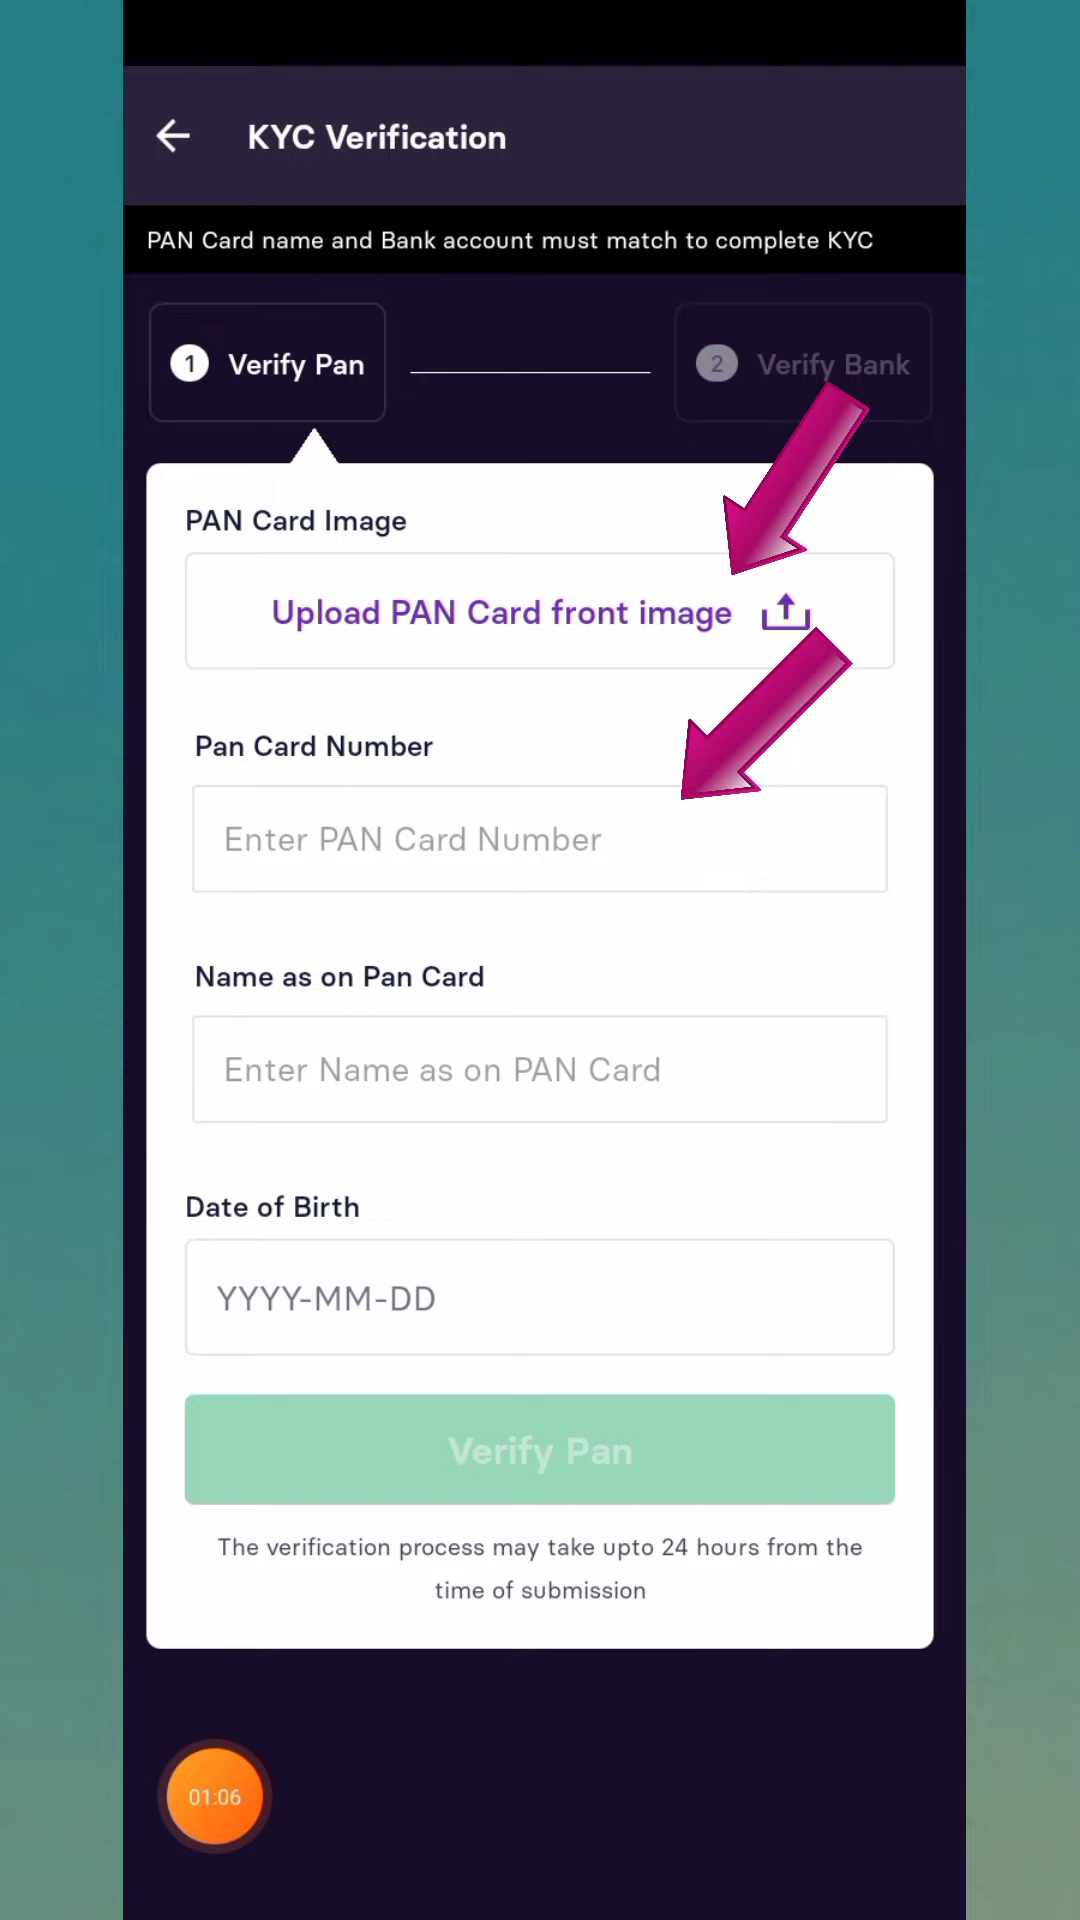 KYC Verification
PAN Card name and Bank account must match to complete KYC
1 Verify Pan
2 Verify Bank
PAN Card Image
Upload PAN Card front image
Pan Card Number
Enter PAN Card Number
Name as on Pan Card
Enter Name as on PAN Card
Date of Birth
YYYY-MM-DD
Verify Pan
The verification process may take upto 24 hours from the
time of submission
01:06